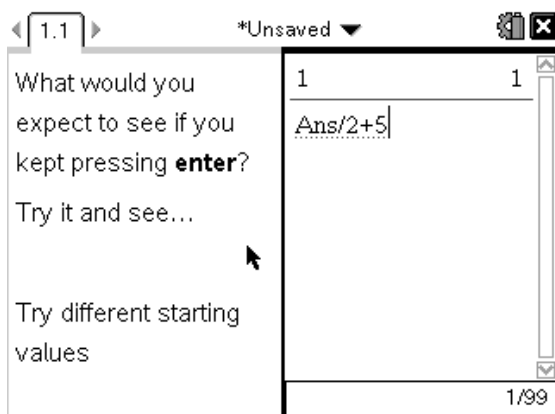 1.1
*Unsaved
What would you
expect to see if you
kept pressing enter?
Try it and see...
Try different starting
values
1 1
Ans/2+5
1/99